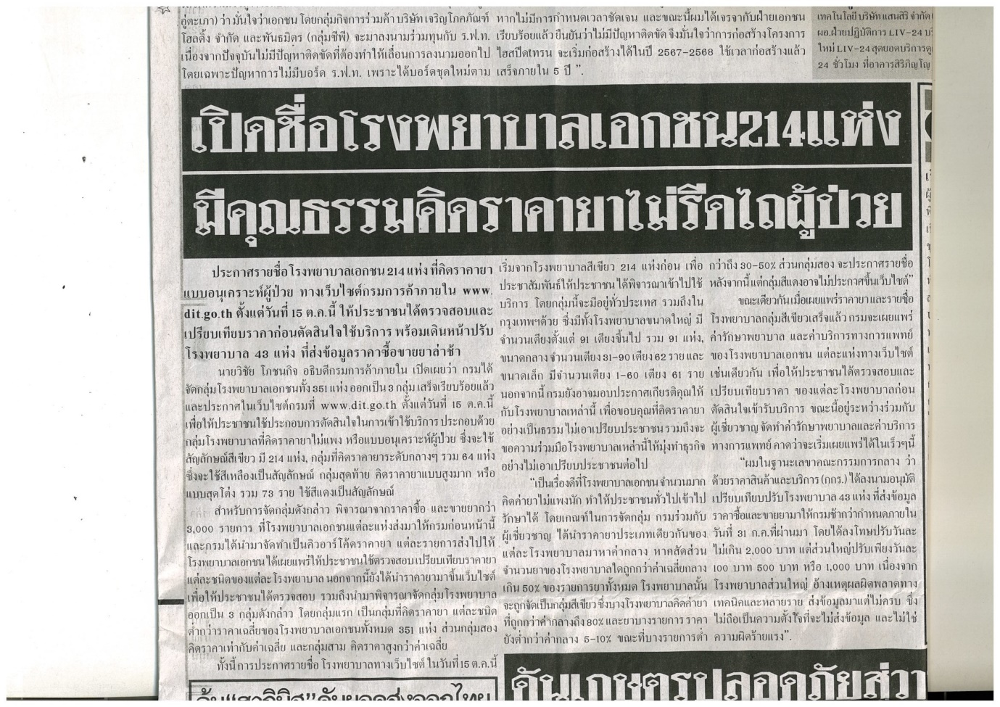 อู่ตะเภา) ว่ามั่นใจว่าเอกชน โดยกลุ่มกิจการร่วมค้า บริษัท เจริญโภคภัณฑ์
โฮลดิ้ง จำกัด และพันธมิตร (กลุ่มซีพี) จะมาลงนามร่วมทุนกับ ร.ฟ.ท.
เนื่องจากปัจจุบันไม่มีปัญหาติดขัดที่ต้องทำให้เลื่อนการลงนามออกไป
โดยเฉพาะปัญหาการไม่มีบอร์ด ร.ฟ.ท. เพราะได้บอร์ดชุดใหม่ตาม
หากไม่มีการกำหนดเวลาชัดเจน และขณะนี้ผมได้เจรจากับฝ่ายเอกชน
เรียบร้อยแล้ว ยืนยันว่าไม่มีปัญหาติดขัด จึงมั่นใจว่าการก่อสร้างโครงการ
ไฮสปีดเทรน จะเริ่มก่อสร้างได้ในปี 2567-2568 ใช้เวลาก่อสร้างแล้ว
เสร็จภายใน 5 ปี ”.
เทคโนโลยี บริษัท แสนสิริ จำกัด
ผอ.ฝ่ายปฏิบัติการ LIV-24
ใหม่ LIV-24 สุดยอดบริการ
24 ชั่วโมง ที่อาคารสิริภิญโญ
เปิดชื่อโรงพยาบาลเอกชน214แห่ง
มีคุณธรรมคิดราคายาไม่รีดไถผู้ป่วย
ประกาศรายชื่อโรงพยาบาลเอกชน 214 แห่ง ที่คิดราคายา
แบบอนุเคราะห์ผู้ป่วย ทางเว็บไซต์กรมการค้าภายใน www.
dit.go.th ตั้งแต่วันที่ 15 ต.ค.นี้ ให้ประชาชนได้ตรวจสอบและ
เปรียบเทียบราคาก่อนตัดสินใจใช้บริการ พร้อมเดินหน้าปรับ
โรงพยาบาล 43 แห่ง ที่ส่งข้อมูลราคาซื้อขายยาล่าช้า
นายวิชัย โภชนกิจ อธิบดีกรมการค้าภายใน เปิดเผยว่า กรมได้
จัดกลุ่มโรงพยาบาลเอกชนทั้ง 351 แห่ง ออกเป็น 3 กลุ่ม เสร็จเรียบร้อยแล้ว
และประกาศในเว็บไซต์กรมที่ www.dit.go.th ตั้งแต่วันที่ 15 ต.ค.นี้
เพื่อให้ประชาชนใช้ประกอบการตัดสินใจในการเข้าใช้บริการ ประกอบด้วย
กลุ่มโรงพยาบาลที่คิดราคายาไม่แพง หรือแบบอนุเคราะห์ผู้ป่วย ซึ่งจะใช้
สัญลักษณ์สีเขียว มี 214 แห่ง, กลุ่มที่คิดราคายาระดับกลางๆ รวม 64 แห่ง
ซึ่งจะใช้สีเหลืองเป็นสัญลักษณ์ กลุ่มสุดท้าย คิดราคายาแบบสูงมาก หรือ
แบบสุดโต่ง รวม 73 ราย ใช้สีแดงเป็นสัญลักษณ์
สำหรับการจัดกลุ่มดังกล่าว พิจารณาจากราคาซื้อ และขายยากว่า
3,000 รายการ ที่โรงพยาบาลเอกชนแต่ละแห่งส่งมาให้กรมก่อนหน้านี้
และกรมได้นำมาจัดทำเป็นคิวอาร์โค้ดราคายา แต่ละรายการส่งไปให้
โรงพยาบาลเอกชนได้เผยแพร่ให้ประชาชนใช้ตรวจสอบเปรียบเทียบราคายา
แต่ละชนิดของแต่ละโรงพยาบาล นอกจากนี้ยังได้นำราคายามาขึ้นเว็บไซต์
เพื่อให้ประชาชนได้ตรวจสอบ รวมถึงนำมาพิจารณาจัดกลุ่มโรงพยาบาล
ออกเป็น 3 กลุ่มดังกล่าว โดยกลุ่มแรก เป็นกลุ่มที่คิดราคายา แต่ละชนิด
ต่ำกว่าราคาเฉลี่ยของโรงพยาบาลเอกชนทั้งหมด 351 แห่ง ส่วนกลุ่มสอง
คิดราคาเท่ากับค่าเฉลี่ย และกลุ่มสาม คิดราคาสูงกว่าค่าเฉลี่ย
ทั้งนี้ การประกาศรายชื่อ โรงพยาบาลทางเว็บไซต์ ในวันที่ 15 ต.ค.นี้
เริ่มจากโรงพยาบาลสีเขียว 214 แห่งก่อน เพื่อ
ประชาสัมพันธ์ให้ประชาชนได้พิจารณาเข้าไปใช้
บริการ โดยกลุ่มนี้จะมีอยู่ทั่วประเทศ รวมถึงใน
กรุงเทพฯด้วย ซึ่งมีทั้งโรงพยาบาลขนาดใหญ่ มี
จำนวนเตียงตั้งแต่ 91 เตียงขึ้นไป รวม 91 แห่ง,
ขนาดกลาง จำนวนเตียง 31-90 เตียง 62 ราย และ
ขนาดเล็ก มีจำนวนเตียง 1-60 เตียง 61 ราย
นอกจากนี้ กรมยังอาจมอบประกาศเกียรติคุณให้
กับโรงพยาบาลเหล่านี้ เพื่อขอบคุณที่คิดราคายา
อย่างเป็นธรรม ไม่เอาเปรียบประชาชน รวมถึงจะ
ขอความร่วมมือโรงพยาบาลเหล่านี้ให้มุ่งทำธุรกิจ
อย่างไม่เอาเปรียบประชาชนต่อไป
“เป็นเรื่องดีที่โรงพยาบาลเอกชน จำนวนมาก
คิดค่ายาไม่แพงนัก ทำให้ประชาชนทั่วไปเข้าไป
รักษาได้ โดยเกณฑ์ในการจัดกลุ่ม กรมร่วมกับ
ผู้เชี่ยวชาญ ได้นำราคายาประเภทเดียวกันของ
แต่ละโรงพยาบาลมาหาค่ากลาง หากสัดส่วน
จำนวนยาของโรงพยาบาลใดถูกกว่าค่าเฉลี่ยกลาง
เกิน 50% ของรายการยาทั้งหมด โรงพยาบาลนั้น
จะถูกจัดเป็นกลุ่มสีเขียว ซึ่งบางโรงพยาบาลคิดค่ายา
ที่ถูกกว่าค่ากลางถึง 80% และยาบางรายการ ราคา
ยังต่ำกว่าค่ากลาง 5-10% ขณะที่บางรายการต่ำ
กว่าถึง 30-50% ส่วนกลุ่มสอง จะประกาศรายชื่อ
หลังจากนี้ แต่กลุ่มสีแดงอาจไม่ประกาศขึ้นเว็บไซต์”
ขณะเดียวกัน เมื่อเผยแพร่ราคายาและรายชื่อ
โรงพยาบาลกลุ่มสีเขียวเสร็จแล้ว กรมจะเผยแพร่
ค่ารักษาพยาบาล และค่าบริการทางการแพทย์
ของโรงพยาบาลเอกชน แต่ละแห่งทางเว็บไซต์
เช่นเดียวกัน เพื่อให้ประชาชนได้ตรวจสอบและ
เปรียบเทียบราคา ของแต่ละโรงพยาบาลก่อน
ตัดสินใจเข้ารับบริการ ขณะนี้อยู่ระหว่างร่วมกับ
ผู้เชี่ยวชาญ จัดทำค่ารักษาพยาบาลและค่าบริการ
ทางการแพทย์ คาดว่าจะเริ่มเผยแพร่ได้ในเร็วๆนี้
“ผมในฐานะเลขาคณะกรรมการกลาง ว่า
ด้วยราคาสินค้าและบริการ (กกร.) ได้ลงนามอนุมัติ
เปรียบเทียบปรับโรงพยาบาล 43 แห่ง ที่ส่งข้อมูล
ราคาซื้อและขายยามาให้กรมช้ากว่ากำหนดภายใน
วันที่ 31 ก.ค.ที่ผ่านมา โดยได้ลงโทษปรับวันละ
ไม่เกิน 2,000 บาท แต่ส่วนใหญ่ปรับเพียงวันละ
100 บาท 500 บาท หรือ 1,000 บาท เนื่องจาก
โรงพยาบาลส่วนใหญ่ อ้างเหตุผลผิดพลาดทาง
เทคนิคและหลายราย ส่งข้อมูลมาแต่ไม่ครบ ซึ่ง
ไม่ถือเป็นความตั้งใจที่จะไม่ส่งข้อมูล และไม่ใช่
ความผิดร้ายแรง”.